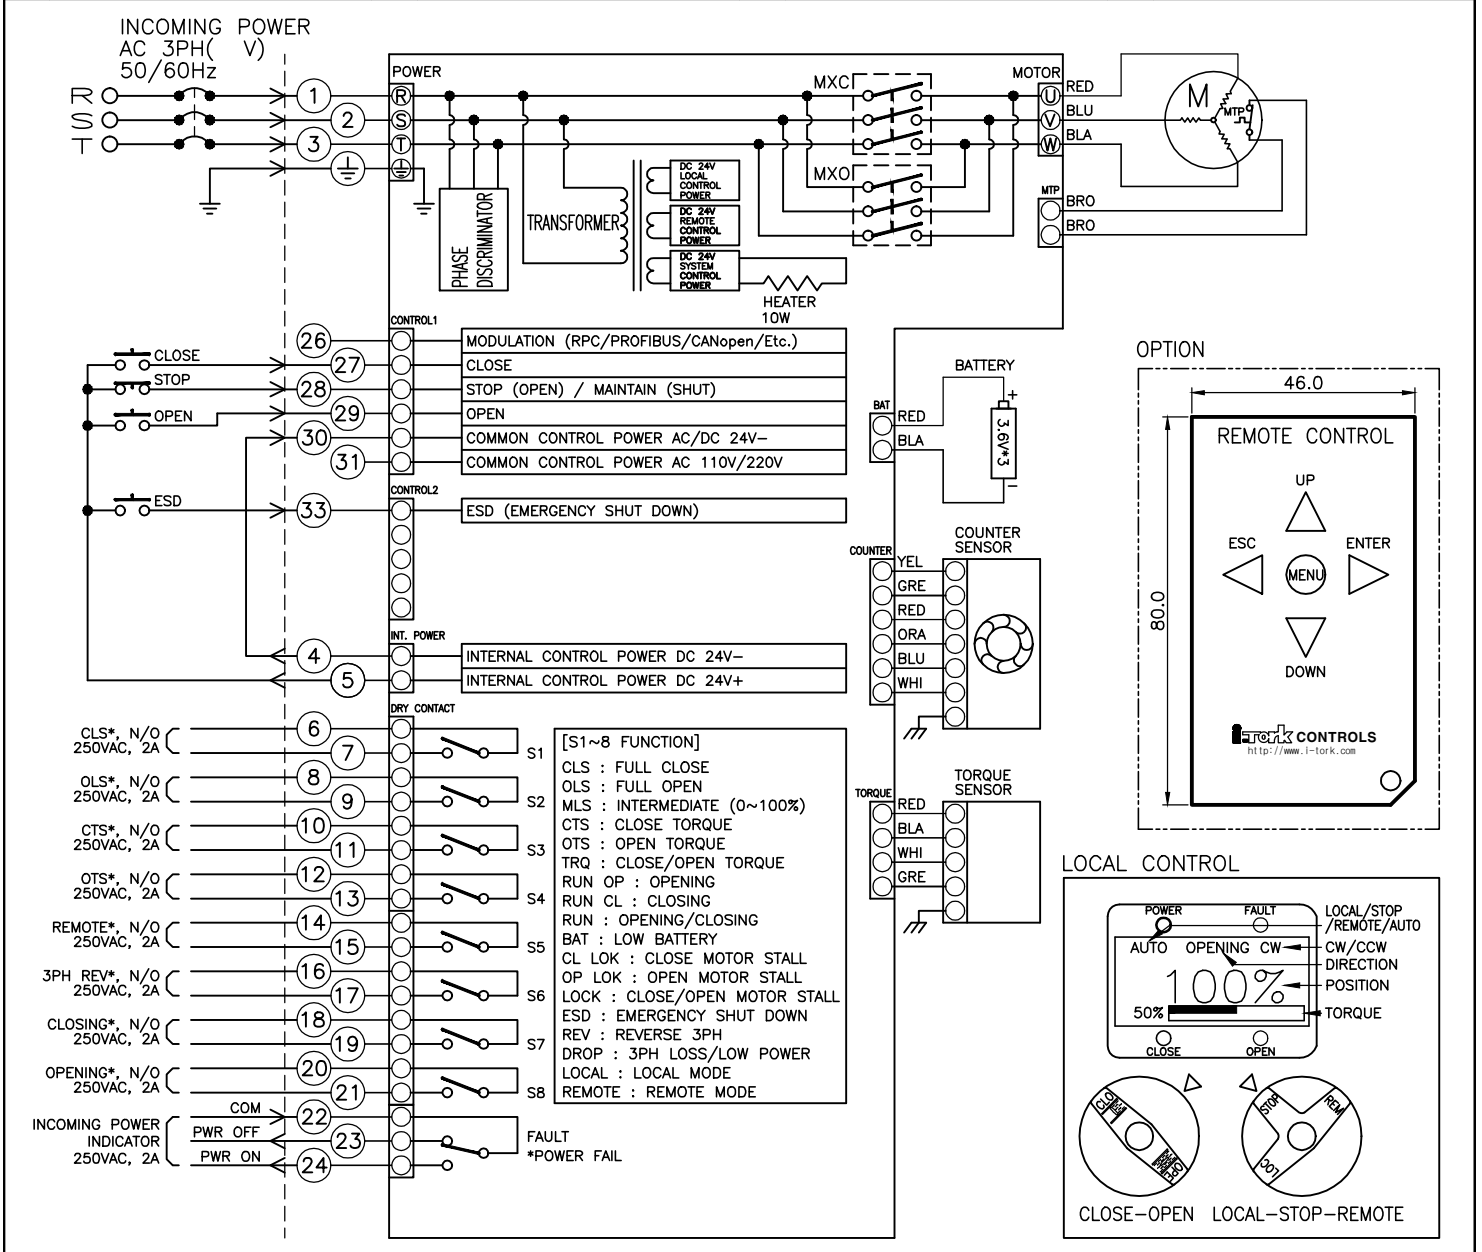 INCOMING POWER
AC 3PH( V)
50/60Hz
R
S
T
1
2
3
POWER
R
S
T
PHASE
DISCRIMINATOR
TRANSFORMER
DC 24V
LOCAL
CONTROL
POWER
DC 24V
REMOTE
CONTROL
POWER
DC 24V
SYSTEM
CONTROL
POWER
HEATER
10W
MXC
MXO
MOTOR
U
V
W
RED
BLU
BLA
M
MTP
MTP
BRO
BRO
CONTROL1
26
27
28
29
30
31
CLOSE
STOP
OPEN
MODULATION (RPC/PROFIBUS/CANopen/Etc.)
CLOSE
STOP (OPEN) / MAINTAIN (SHUT)
OPEN
COMMON CONTROL POWER AC/DC 24V-
COMMON CONTROL POWER AC 110V/220V
CONTROL2
ESD
33
ESD (EMERGENCY SHUT DOWN)
INT. POWER
4
5
INTERNAL CONTROL POWER DC 24V-
INTERNAL CONTROL POWER DC 24V+
BATTERY
BAT
RED
BLA
+
3.6V*3
-
COUNTER
SENSOR
COUNTER
YEL
GRE
RED
ORA
BLU
WHI
TORQUE
SENSOR
TORQUE
RED
BLA
WHI
GRE
DRY CONTACT
CLS*, N/O
250VAC, 2A
6
7
S1
OLS*, N/O
250VAC, 2A
8
9
S2
CTS*, N/O
250VAC, 2A
10
11
S3
OTS*, N/O
250VAC, 2A
12
13
S4
REMOTE*, N/O
250VAC, 2A
14
15
S5
3PH REV*, N/O
250VAC, 2A
16
17
S6
CLOSING*, N/O
250VAC, 2A
18
19
S7
OPENING*, N/O
250VAC, 2A
20
21
S8
INCOMING POWER
INDICATOR
250VAC, 2A
COM
PWR OFF
PWR ON
22
23
24
FAULT
*POWER FAIL
[S1~8 FUNCTION]
CLS : FULL CLOSE
OLS : FULL OPEN
MLS : INTERMEDIATE (0~100%)
CTS : CLOSE TORQUE
OTS : OPEN TORQUE
TRQ : CLOSE/OPEN TORQUE
RUN OP : OPENING
RUN CL : CLOSING
RUN : OPENING/CLOSING
BAT : LOW BATTERY
CL LOK : CLOSE MOTOR STALL
OP LOK : OPEN MOTOR STALL
LOCK : CLOSE/OPEN MOTOR STALL
ESD : EMERGENCY SHUT DOWN
REV : REVERSE 3PH
DROP : 3PH LOSS/LOW POWER
LOCAL : LOCAL MODE
REMOTE : REMOTE MODE
OPTION
46.0
80.0
REMOTE CONTROL
UP
ESC
MENU
ENTER
DOWN
i-Tork CONTROLS
http://www.i-tork.com
LOCAL CONTROL
POWER
FAULT
LOCAL/STOP
/REMOTE/AUTO
AUTO
OPENING
CW
CW/CCW
DIRECTION
100%
POSITION
50%
TORQUE
CLOSE
OPEN
CLO
OPE
STOP
REM
LOC
CLOSE-OPEN
LOCAL-STOP-REMOTE